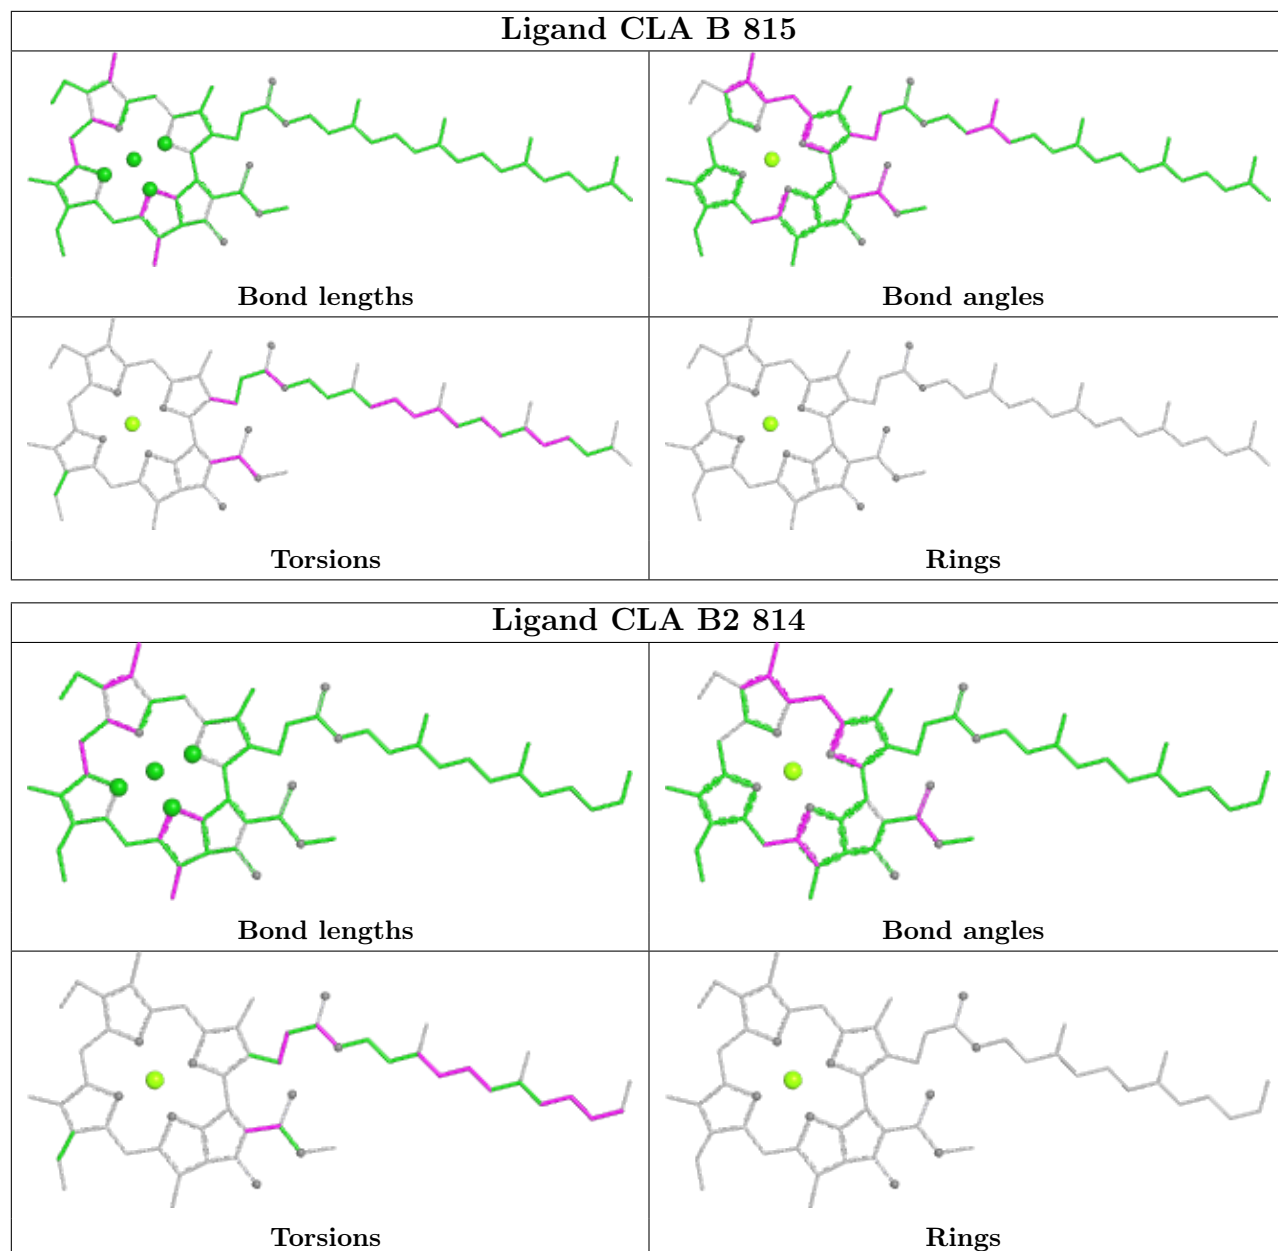 Ligand CLA B 815
Bond lengths
Bond angles
Torsions
Rings
Ligand CLA B2 814
Bond lengths
Bond angles
Torsions
Rings